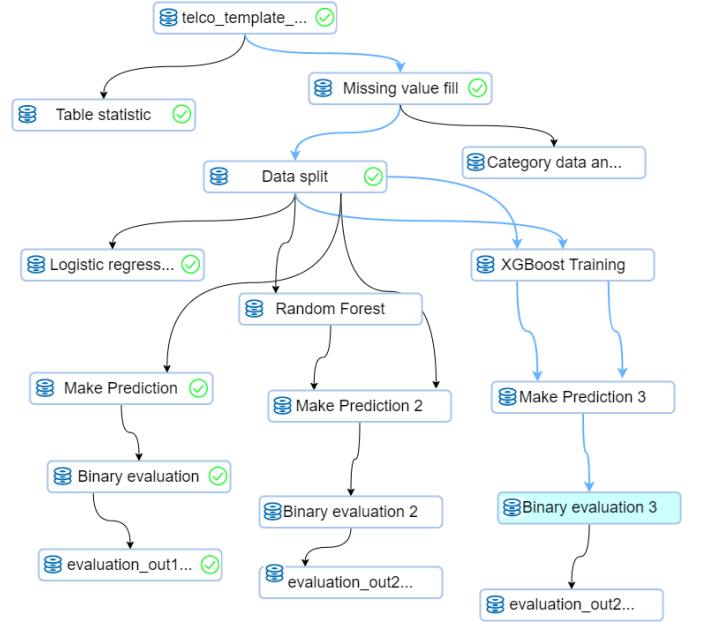 telco_template_...
Missing value fill
Table statistic
Category data an...
Data split
Logistic regress...
XGBoost Training
Random Forest
Make Prediction
Make Prediction 2
Make Prediction 3
Binary evaluation
Binary evaluation 2
Binary evaluation 3
evaluation_out1...
evaluation_out2...
evaluation_out2...